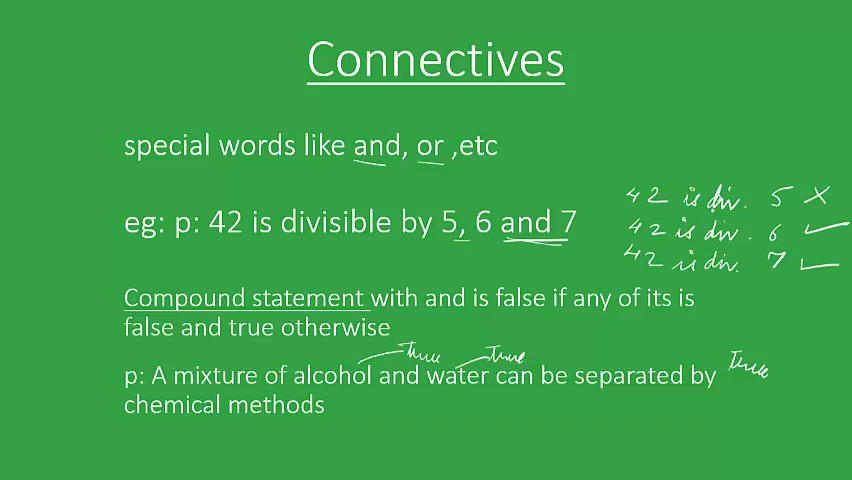 Connectives
special words like and, or ,etc
42 is div. 5 X
eg: p: 42 is divisible by 5, 6 and 7
42 is div. 6 ✓
42 is div. 7 ✓
Compound statement with and is false if any of its is
false and true otherwise
True True True
p: A mixture of alcohol and water can be separated by
chemical methods